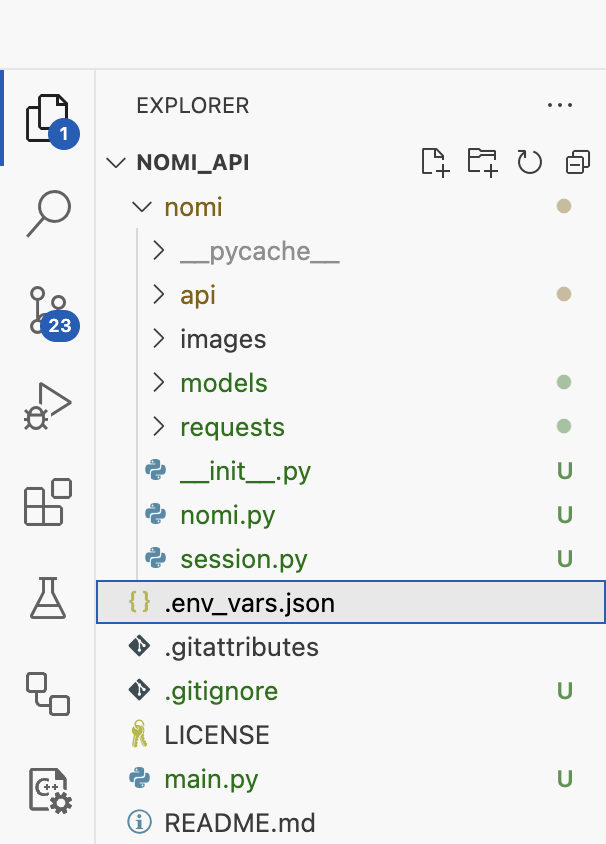 EXPLORER
1
NOMI_API
nomi
__pycache__
api
images
23
models
requests
__init__.py U
nomi.py U
session.py U
{} .env_vars.json
.gitattributes
.gitignore U
LICENSE
main.py U
C++
README.md